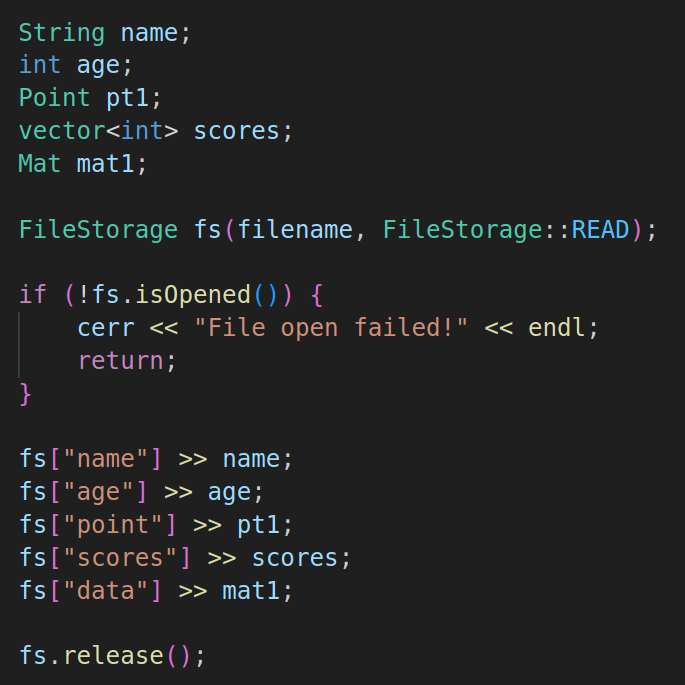 String name;
int age;
Point pt1;
vector<int> scores;
Mat mat1;
FileStorage fs(filename, FileStorage::READ);
if (!fs.isOpened()) {
cerr << "File open failed!" << endl;
return;
}
fs["name"] >> name;
fs["age"] >> age;
fs["point"] >> pt1;
fs["scores"] >> scores;
fs["data"] >> mat1;
fs.release();